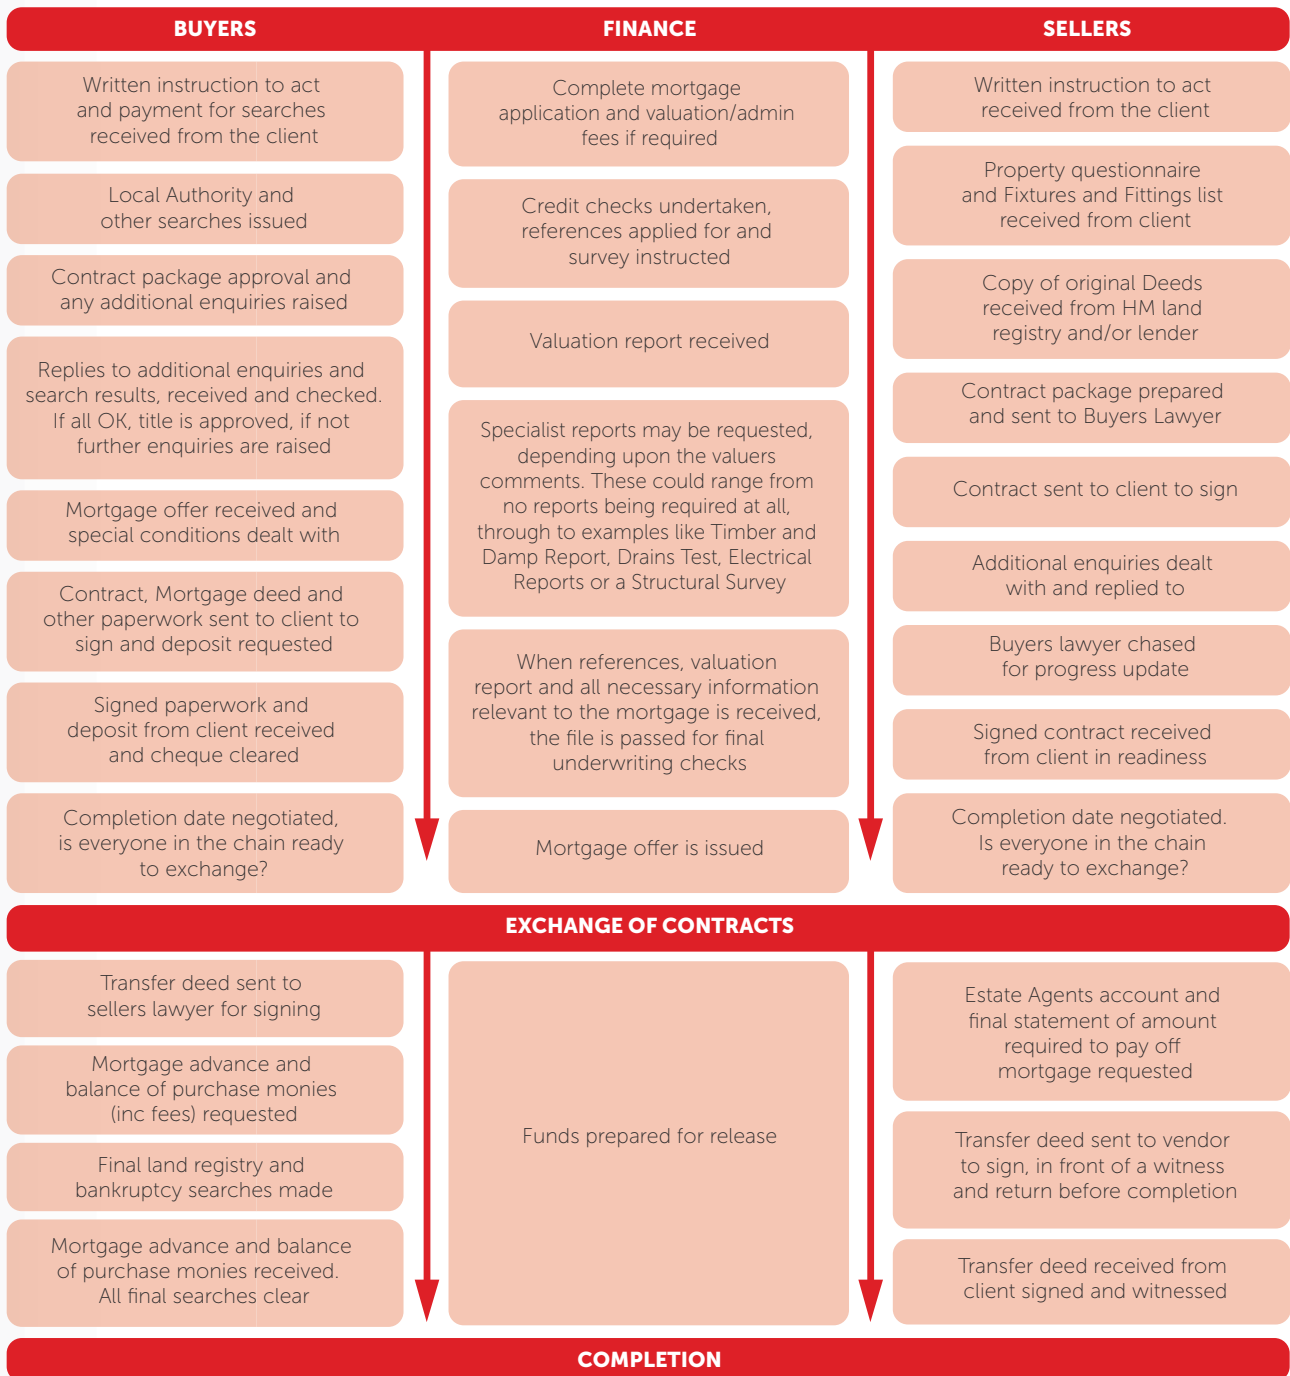 BUYERS
Written instruction to act
and payment for searches
received from the client
Local Authority and
other searches issued
Contract package approval and
any additional enquiries raised
Replies to additional enquiries and
search results, received and checked.
If all OK, title is approved, if not
further enquiries are raised
Mortgage offer received and
special conditions dealt with
Contract, Mortgage deed and
other paperwork sent to client to
sign and deposit requested
Signed paperwork and
deposit from client received
and cheque cleared
Completion date negotiated,
is everyone in the chain ready
to exchange?
FINANCE
Complete mortgage
application and valuation/admin
fees if required
Credit checks undertaken,
references applied for and
survey instructed
Valuation report received
Specialist reports may be requested,
depending upon the valuers
comments. These could range from
no reports being required at all,
through to examples like Timber and
Damp Report, Drains Test, Electrical
Reports or a Structural Survey
When references, valuation
report and all necessary information
relevant to the mortgage is received,
the file is passed for final
underwriting checks
Mortgage offer is issued
SELLERS
Written instruction to act
received from the client
Property questionnaire
and Fixtures and Fittings list
received from client
Copy of original Deeds
received from HM land
registry and/or lender
Contract package prepared
and sent to Buyers Lawyer
Contract sent to client to sign
Additional enquiries dealt
with and replied to
Buyers lawyer chased
for progress update
Signed contract received
from client in readiness
Completion date negotiated.
Is everyone in the chain
ready to exchange?
EXCHANGE OF CONTRACTS
Transfer deed sent to
sellers lawyer for signing
Mortgage advance and
balance of purchase monies
(inc fees) requested
Final land registry and
bankruptcy searches made
Mortgage advance and balance
of purchase monies received.
All final searches clear
Funds prepared for release
Estate Agents account and
final statement of amount
required to pay off
mortgage requested
Transfer deed sent to vendor
to sign, in front of a witness
and return before completion
Transfer deed received from
client signed and witnessed
COMPLETION